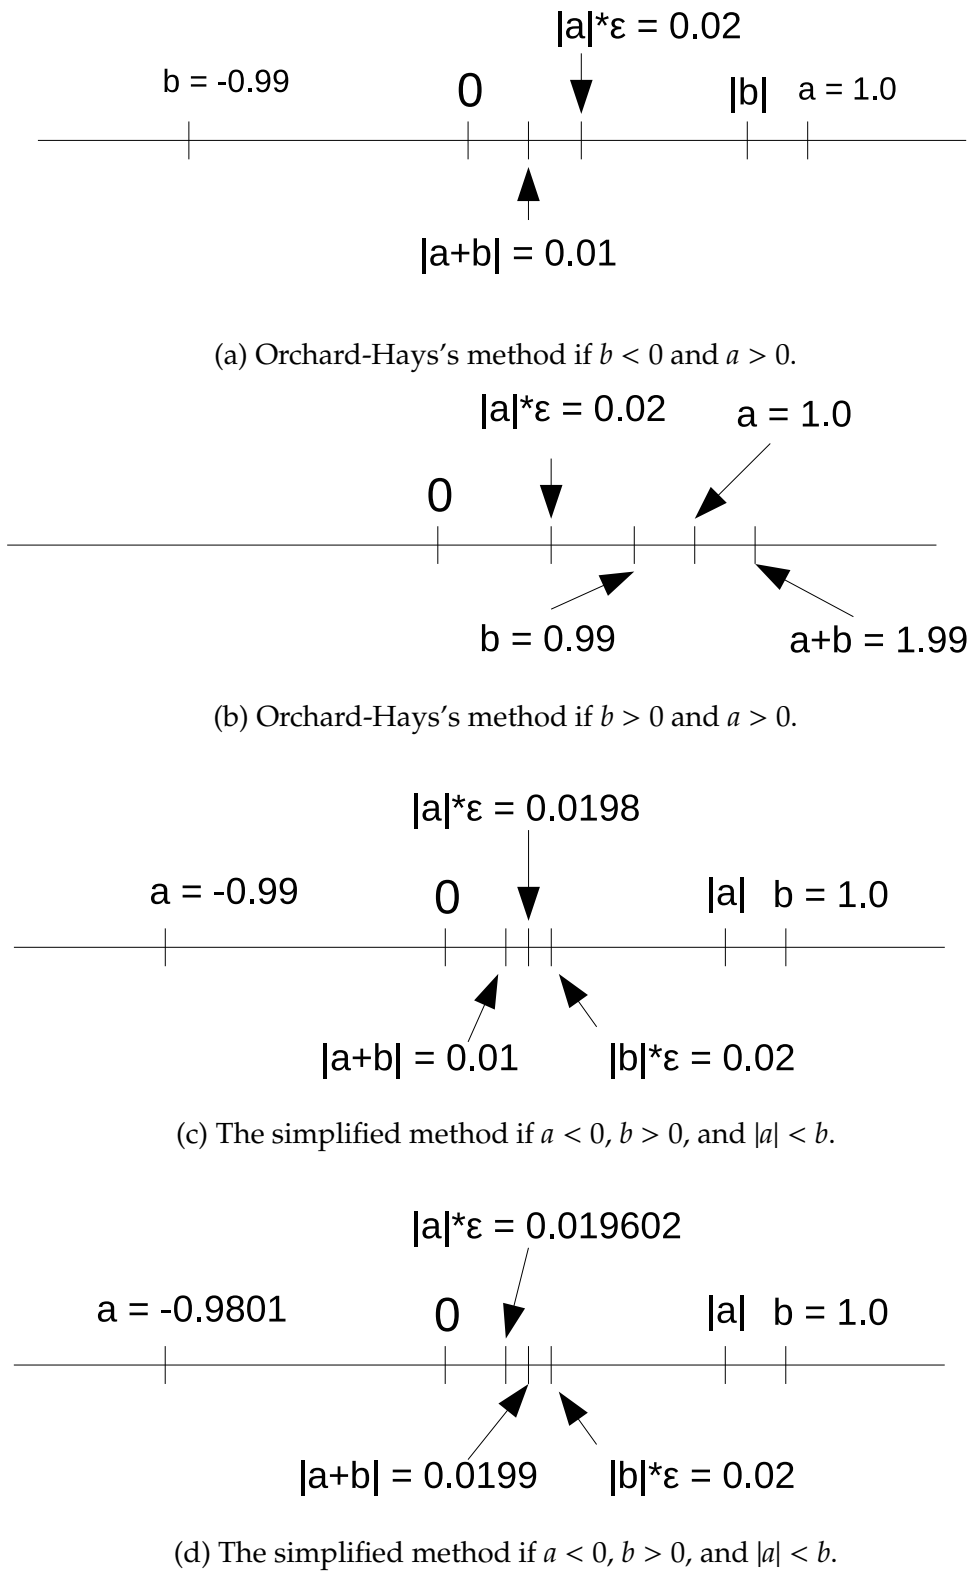 |a|*ε = 0.02
b = -0.99 0 |b| a = 1.0
|a+b| = 0.01
(a) Orchard-Hays's method if b < 0 and a > 0.
|a|*ε = 0.02 a = 1.0
0
b = 0.99 a+b = 1.99
(b) Orchard-Hays's method if b > 0 and a > 0.
|a|*ε = 0.0198
a = -0.99 0 |a| b = 1.0
|a+b| = 0.01 |b|*ε = 0.02
(c) The simplified method if a < 0, b > 0, and |a| < b.
|a|*ε = 0.019602
a = -0.9801 0 |a| b = 1.0
|a+b| = 0.0199 |b|*ε = 0.02
(d) The simplified method if a < 0, b > 0, and |a| < b.